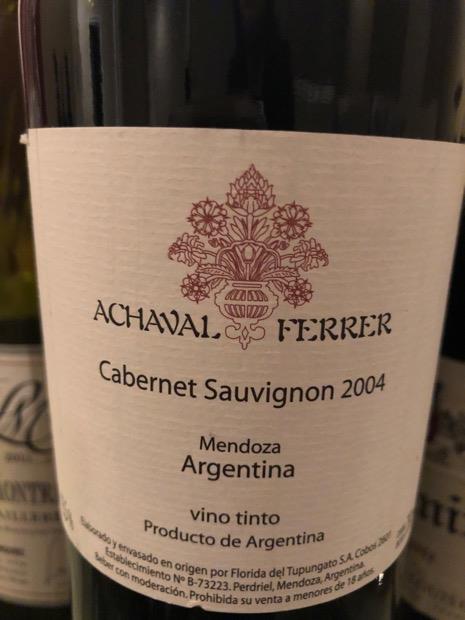 ACHAVAL FERRER
Cabernet Sauvignon 2004
Mendoza
Argentina
vino tinto
Producto de Argentina
Elaborado y envasado en origen por Florida del Tupungato S.A. Cobos 2601
Establecimiento Nº B-73223. Perdriel, Mendoza, Argentina.
Beber con moderación. Prohibida su venta a menores de 18 años.